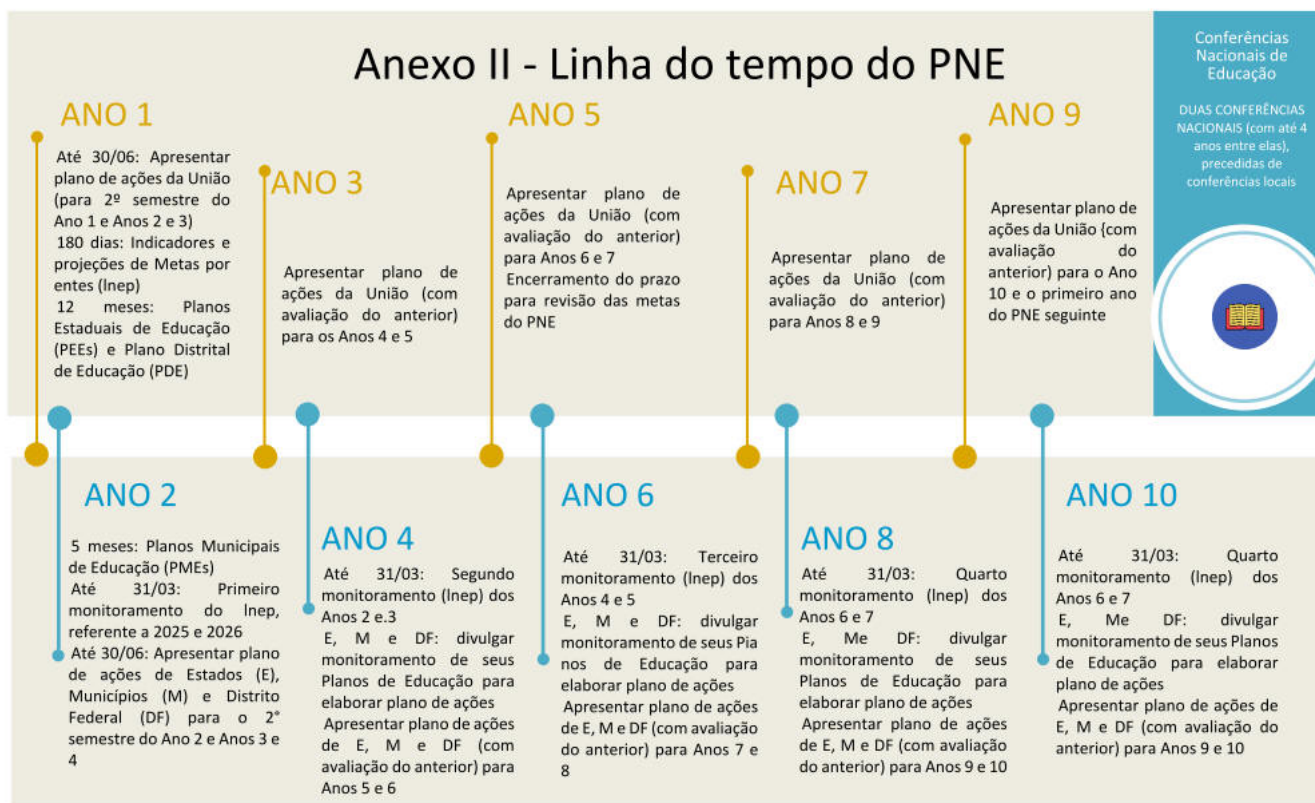 Anexo II - Linha do tempo do PNE
ANO 1
Até 30/06: Apresentar
plano de ações da União
(para 2º semestre do
Ano 1 e Anos 2 e 3)
180 dias: Indicadores e
projeções de Metas por
entes (Inep)
12 meses: Planos
Estaduais de Educação
(PEEs) e Plano Distrital
de Educação (PDE)
ANO 3
Apresentar plano de
ações da União (com
avaliação do anterior)
para os Anos 4 e 5
ANO 5
Apresentar plano de
ações da União (com
avaliação do anterior)
para Anos 6 e 7
Encerramento do prazo
para revisão das metas
do PNE
ANO 7
Apresentar plano de
ações da União (com
avaliação do anterior)
para Anos 8 e 9
ANO 9
Apresentar plano de
ações da União {com
avaliação do
anterior) para o Ano
10 e o primeiro ano
do PNE seguinte
Conferências
Nacionais de
Educação
DUAS CONFERÊNCIAS
NACIONAIS (com até 4
anos entre elas),
precedidas de
conferências locais
ANO 2
5 meses: Planos Municipais
de Educação (PMEs)
Até 31/03: Primeiro
monitoramento do Inep,
referente a 2025 e 2026
Até 30/06: Apresentar plano
de ações de Estados (E),
Municípios (M) e Distrito
Federal (DF) para o 2°
semestre do Ano 2 e Anos 3 e
4
ANO 4
Até 31/03: Segundo
monitoramento (Inep) dos
Anos 2 e.3
E, M e DF: divulgar
monitoramento de seus
Planos de Educação para
elaborar plano de ações
Apresentar plano de ações
de E, M e DF (com
avaliação do anterior) para
Anos 5 e 6
ANO 6
Até 31/03: Terceiro
monitoramento (Inep) dos
Anos 4 e 5
E, M e DF: divulgar
monitoramento de seus Pia
nos de Educação para
elaborar plano de ações
Apresentar plano de ações
de E, M e DF (com avaliação
do anterior) para Anos 7 e
8
ANO 8
Até 31/03: Quarto
monitoramento (Inep) dos
Anos 6 e 7
E, Me DF: divulgar
monitoramento de seus
Planos de Educação para
elaborar plano de ações
Apresentar plano de ações
de E, M e DF (com avaliação
do anterior) para Anos 9 e 10
ANO 10
Até 31/03: Quarto
monitoramento (Inep) dos
Anos 6 e 7
E, Me DF: divulgar
monitoramento de seus Planos
de Educação para elaborar
plano de ações
Apresentar plano de ações de
E, M e DF (com avaliação do
anterior) para Anos 9 e 10